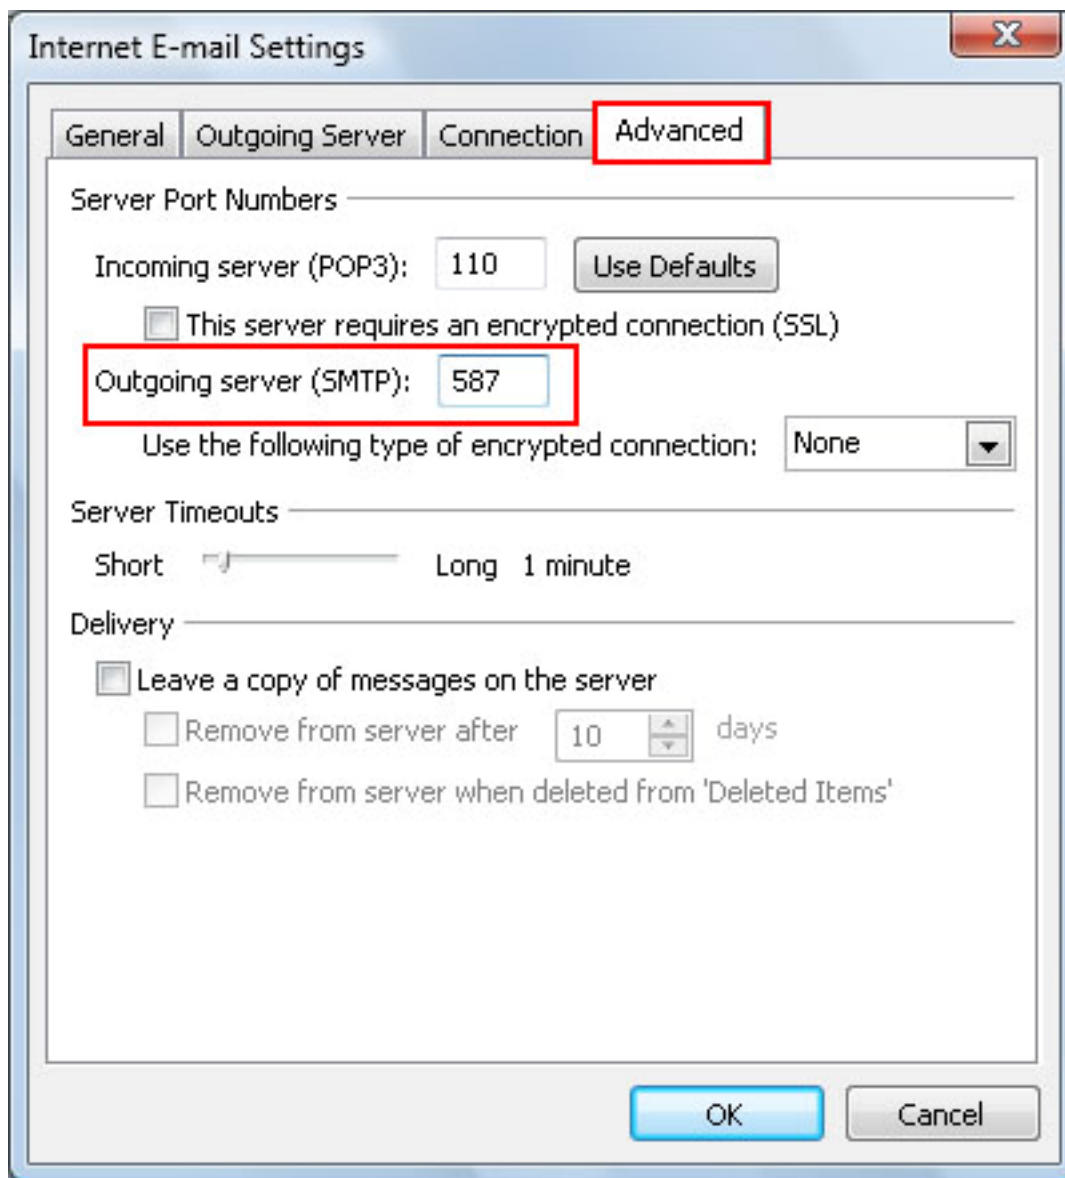 Internet E-mail Settings
X
General Outgoing Server Connection Advanced
Server Port Numbers
Incoming server (POP3): 110 Use Defaults
This server requires an encrypted connection (SSL)
Outgoing server (SMTP): 587
Use the following type of encrypted connection: None
Server Timeouts
Short Long 1 minute
Delivery
Leave a copy of messages on the server
Remove from server after 10 days
Remove from server when deleted from 'Deleted Items'
OK Cancel